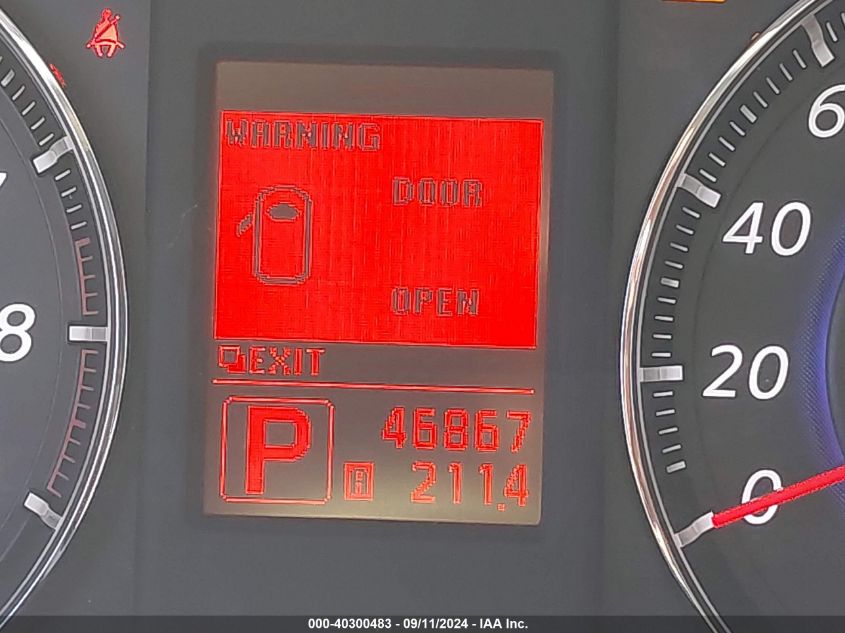 WARNING
DOOR
OPEN
EXIT
P
46867
A 211.4
8
60
40
20
0
000-40300483 - 09/11/2024 - IAA Inc.